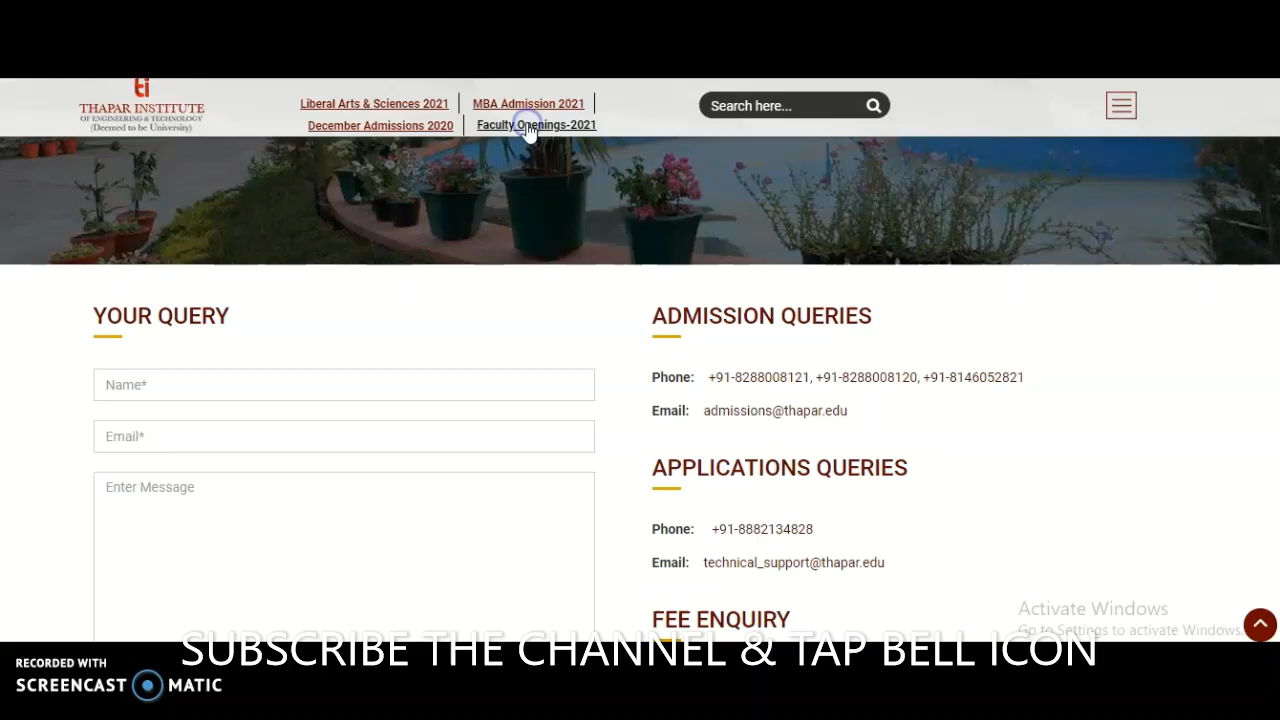 ti
THAPAR INSTITUTE
OF ENGINEERING & TECHNOLOGY
(Deemed to be University)
Liberal Arts & Sciences 2021
MBA Admission 2021
December Admissions 2020
Faculty Openings-2021
Search here...
YOUR QUERY
Name*
Email*
Enter Message
ADMISSION QUERIES
Phone: +91-8288008121, +91-8288008120, +91-8146052821
Email: admissions@thapar.edu
APPLICATIONS QUERIES
Phone: +91-8882134828
Email: technical_support@thapar.edu
FEE ENQUIRY
Activate Windows
Go to Settings to activate Windows.
SUBSCRIBE THE CHANNEL & TAP BELL ICON
RECORDED WITH
SCREENCAST MATIC